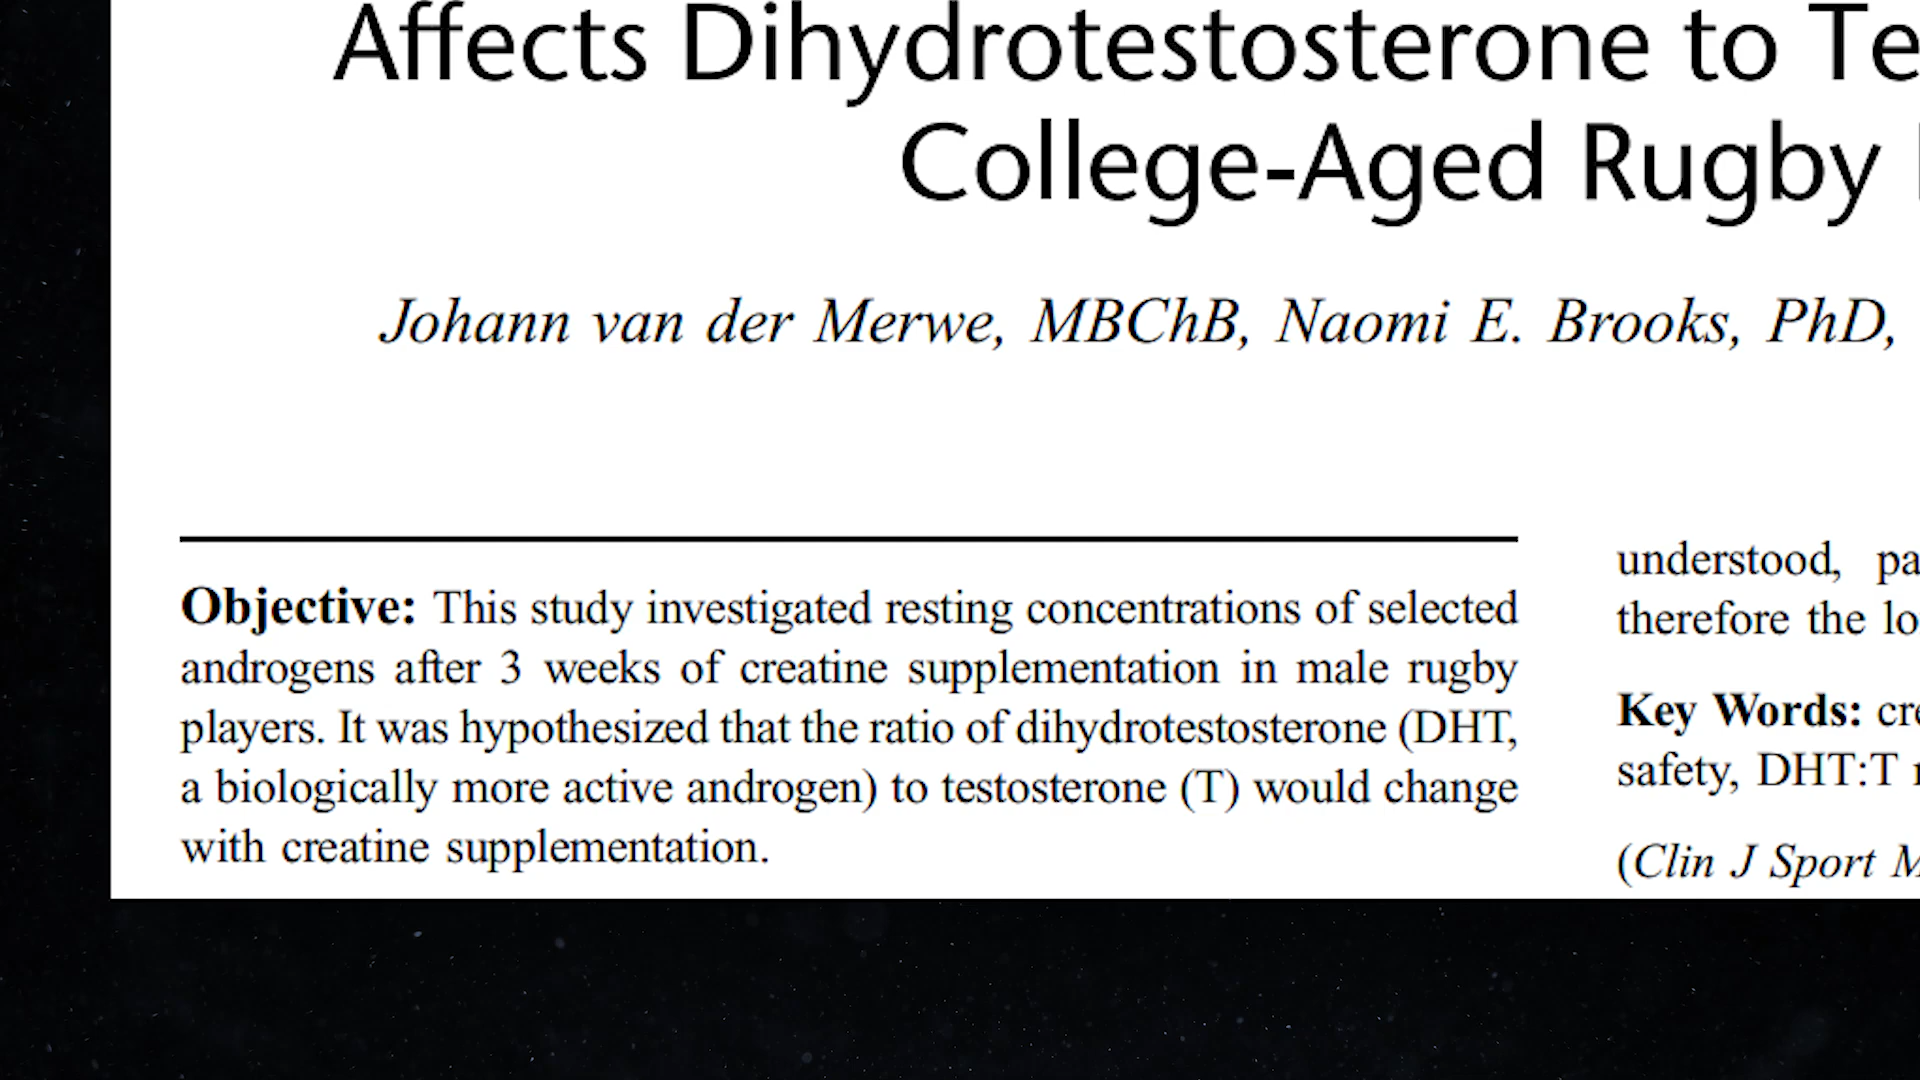 Affects Dihydrotestosterone to Te
College-Aged Rugby
Johann van der Merwe, MBChB, Naomi E. Brooks, PhD,
Objective: This study investigated resting concentrations of selected
androgens after 3 weeks of creatine supplementation in male rugby
players. It was hypothesized that the ratio of dihydrotestosterone (DHT,
a biologically more active androgen) to testosterone (T) would change
with creatine supplementation.
understood, pa
therefore the lo
Key Words: cre
safety, DHT:T
(Clin J Sport M